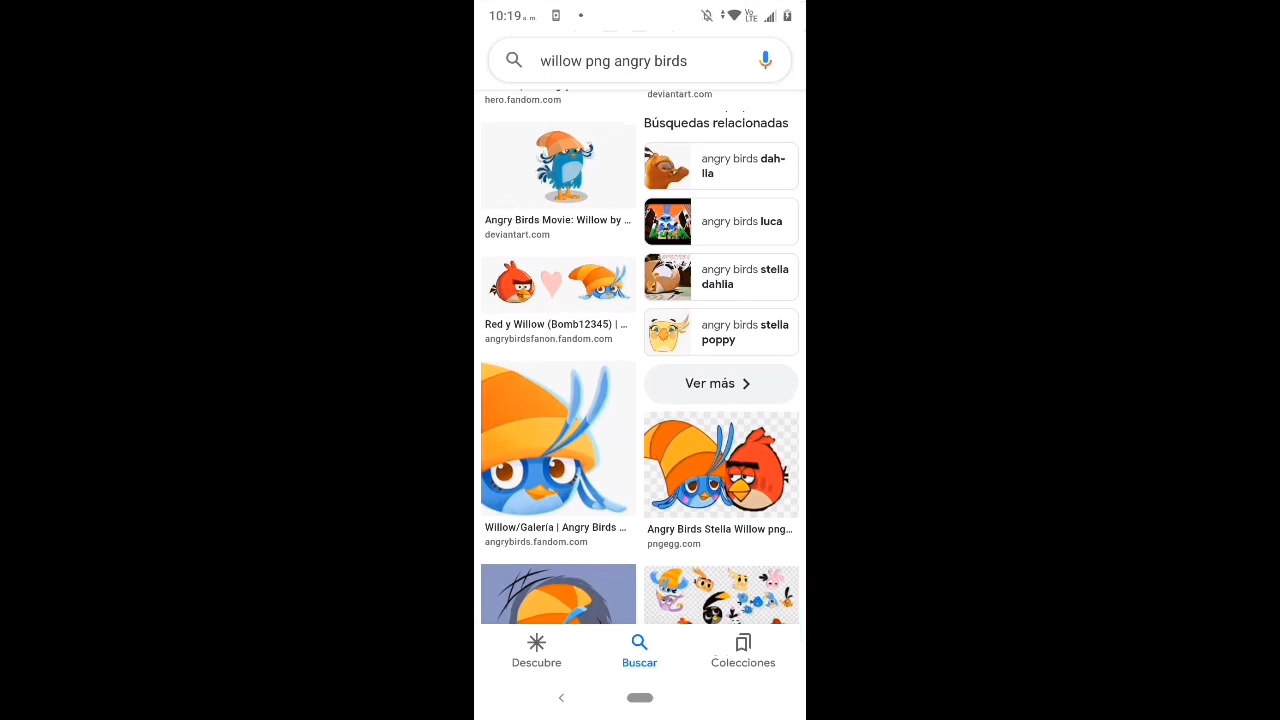 10:19 a. m.
Vo
LTE
willow png angry birds
hero.fandom.com
deviantart.com
Búsquedas relacionadas
angry birds dah-
lia
Angry Birds Movie: Willow by ...
deviantart.com
angry birds luca
angry birds stella
dahlia
Red y Willow (Bomb12345) | ...
angrybirdsfanon.fandom.com
angry birds stella
poppy
Ver más
Willow/Galería | Angry Birds ...
angrybirds.fandom.com
Angry Birds Stella Willow png...
pngegg.com
Descubre
Buscar
Colecciones